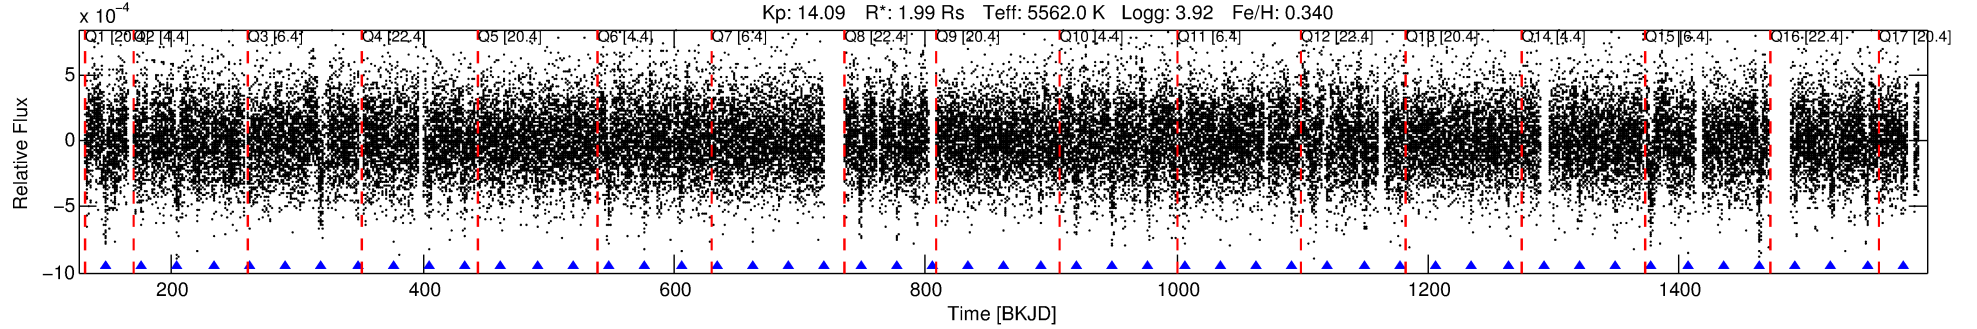 Kp: 14.09 R*: 1.99 Rs Teff: 5562.0 K Logg: 3.92 Fe/H: 0.340
x 10⁻⁴
Q1 [20.4] Q2 [4.4] Q3 [6.4] Q4 [22.4] Q5 [20.4] Q6 [4.4] Q7 [6.4] Q8 [22.4] Q9 [20.4] Q10 [4.4] Q11 [6.4] Q12 [22.4] Q13 [20.4] Q14 [4.4] Q15 [6.4] Q16 [22.4] Q17 [20.4]
5
0
−5
−10
Relative Flux
200 400 600 800 1000 1200 1400
Time [BKJD]